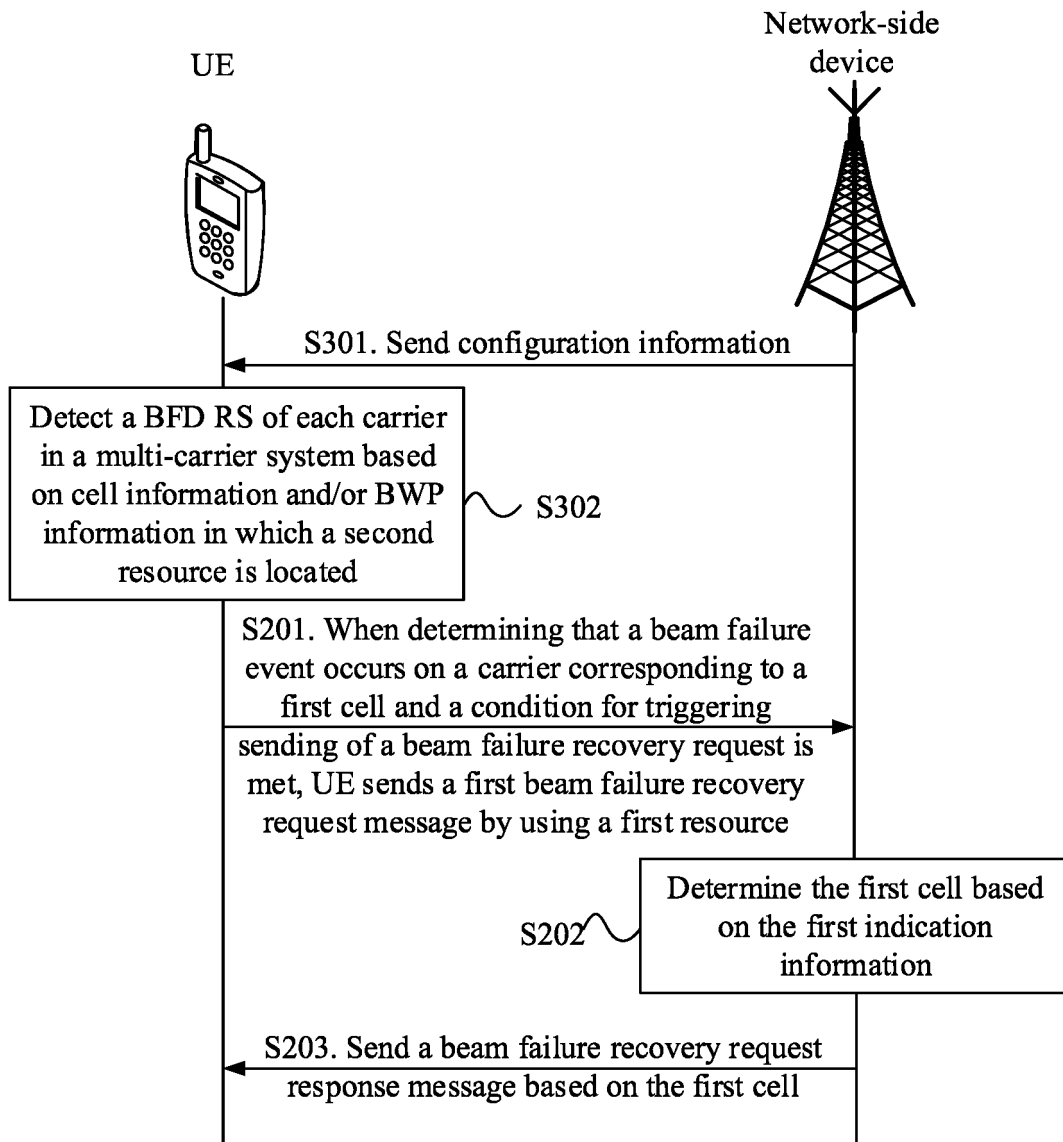 UE
Network-side
device
S301. Send configuration information
Detect a BFD RS of each carrier
in a multi-carrier system based
on cell information and/or BWP
information in which a second
resource is located
S302
S201. When determining that a beam failure
event occurs on a carrier corresponding to a
first cell and a condition for triggering
sending of a beam failure recovery request is
met, UE sends a first beam failure recovery
request message by using a first resource
Determine the first cell based
on the first indication
information
S202
S203. Send a beam failure recovery request
response message based on the first cell